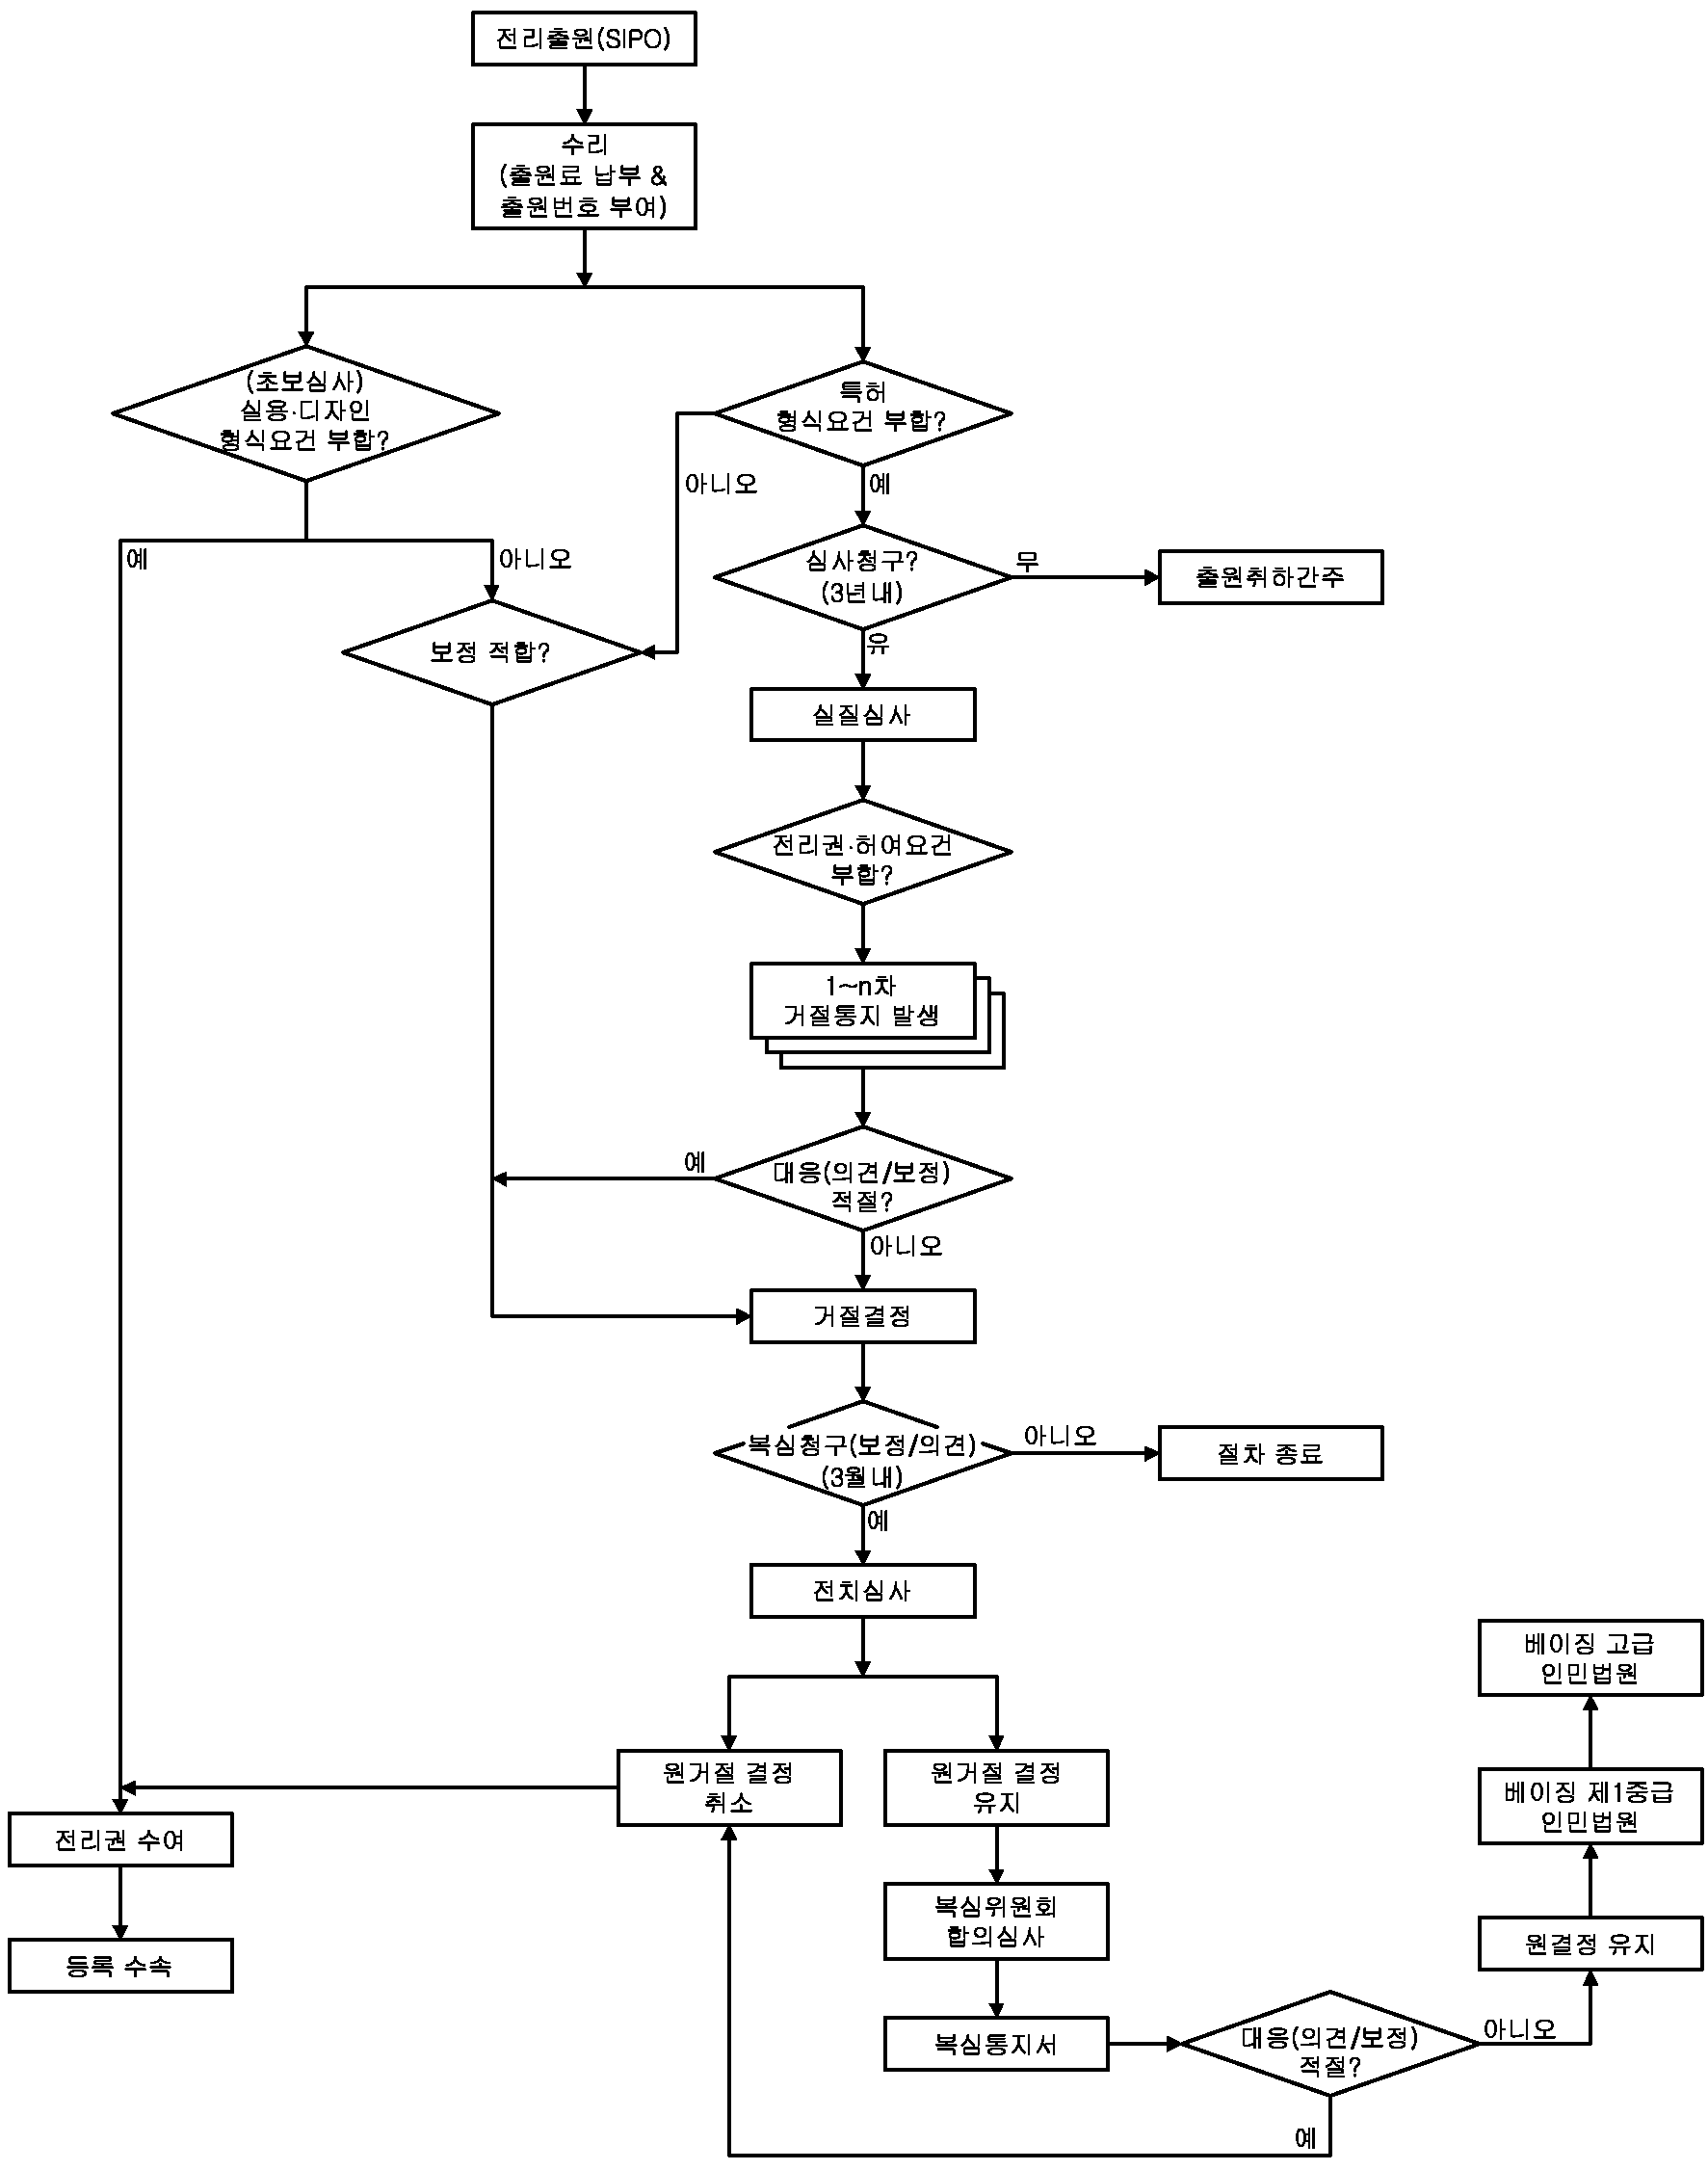 전리출원(SIPO)
수리
(출원료 납부 &
출원번호 부여)
(초보심사)
실용·디자인
형식요건 부합?
특허
형식요건 부합?
아니오
예
예
아니오
심사청구?
(3년내)
무
출원취하간주
유
보정 적합?
실질심사
전리권·허여요건
부합?
1~n차
거절통지 발생
예
대응(의견/보정)
적절?
아니오
거절결정
복심청구(보정/의견)
(3월내)
아니오
절차 종료
예
전치심사
원거절 결정
취소
원거절 결정
유지
베이징 고급
인민법원
베이징 제1중급
인민법원
전리권 수여
복심위원회
합의심사
원결정 유지
등록 수속
복심통지서
대응(의견/보정)
적절?
아니오
예